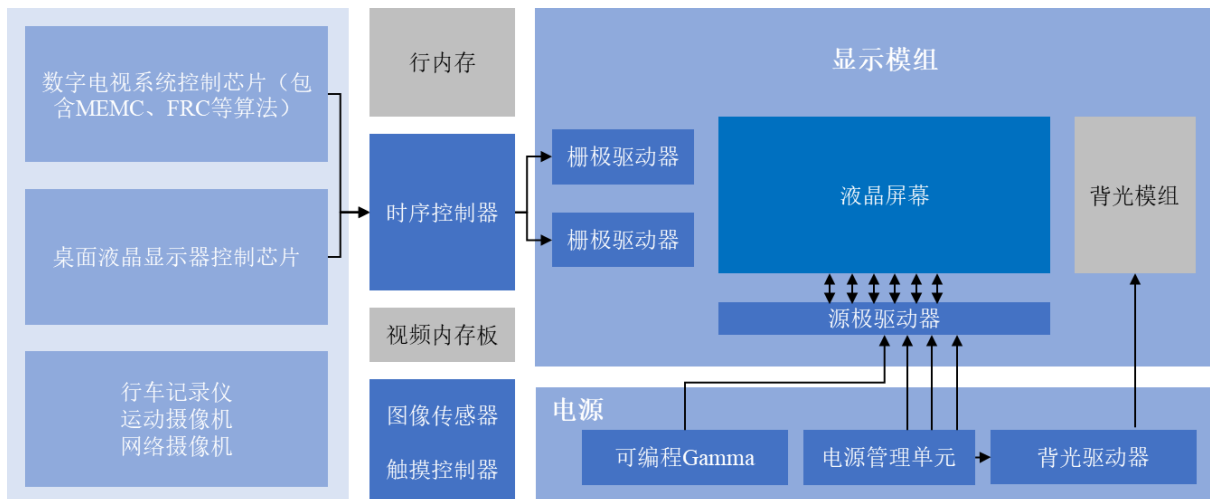 数字电视系统控制芯片（包
含MEMC、FRC等算法）
桌面液晶显示器控制芯片
行车记录仪
运动摄像机
网络摄像机
行内存
时序控制器
视频内存板
图像传感器
触摸控制器
显示模组
栅极驱动器
栅极驱动器
液晶屏幕
背光模组
源极驱动器
电源
可编程Gamma
电源管理单元
背光驱动器